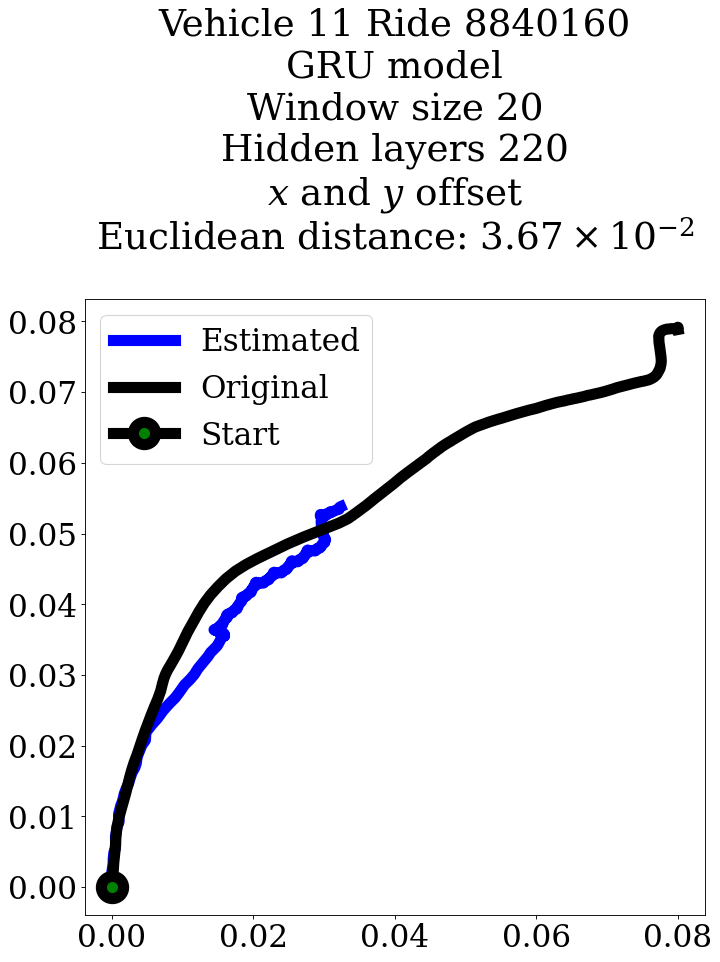 Vehicle 11 Ride 8840160
GRU model
Window size 20
Hidden layers 220
x and y offset
Euclidean distance: 3.67 × 10⁻²
Estimated
Original
Start
0.08
0.07
0.06
0.05
0.04
0.03
0.02
0.01
0.00
0.00 0.02 0.04 0.06 0.08